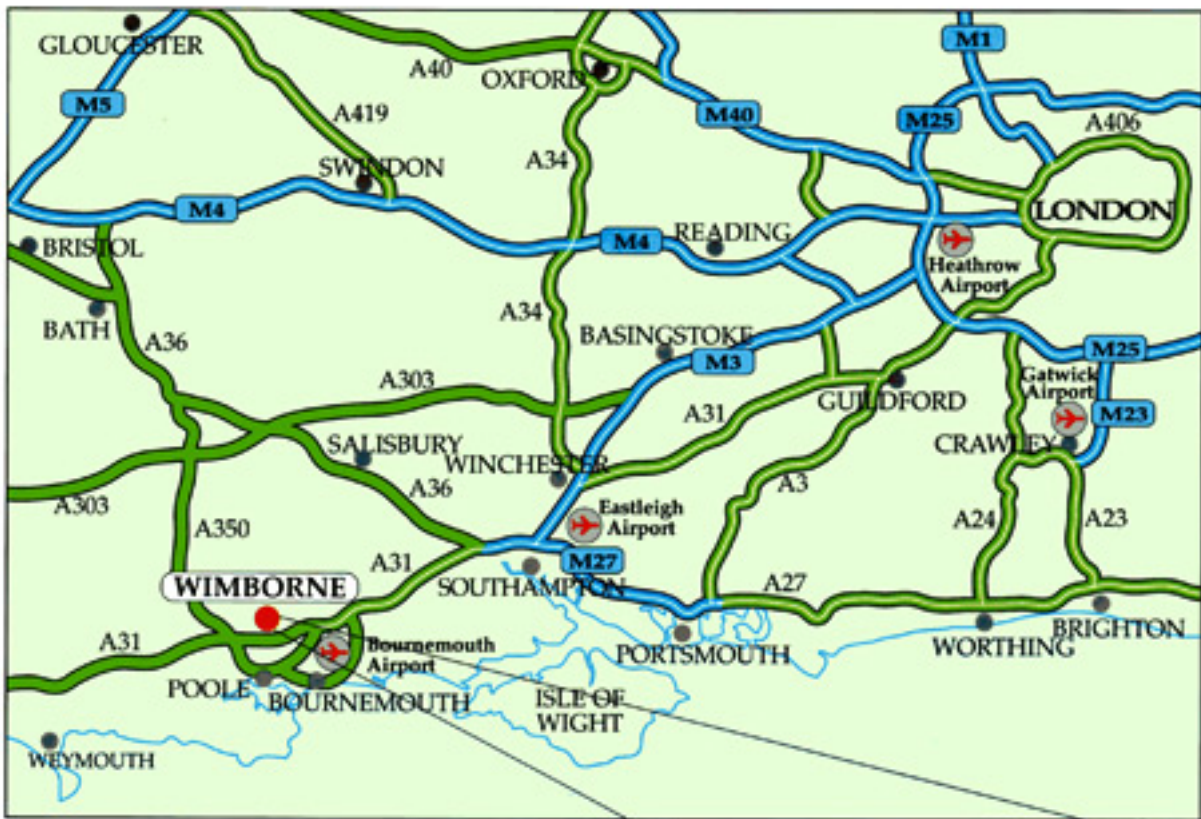 M1
GLOUCESTER
A40
OXFORD
M5
A419
M40
M25
A406
SWINDON
A34
M4
M4
READING
LONDON
BRISTOL
Heathrow
Airport
BATH
A36
A34
BASINGSTOKE
M3
M25
A303
Gatwick
Airport
A31
GUILDFORD
M23
SALISBURY
WINCHESTER
CRAWLEY
A303
A36
A3
Eastleigh
Airport
A350
A24
A23
A31
M27
WIMBORNE
SOUTHAMPTON
A27
A31
Bournemouth
Airport
PORTSMOUTH
WORTHING
BRIGHTON
POOLE
BOURNEMOUTH
ISLE OF
WIGHT
WEYMOUTH